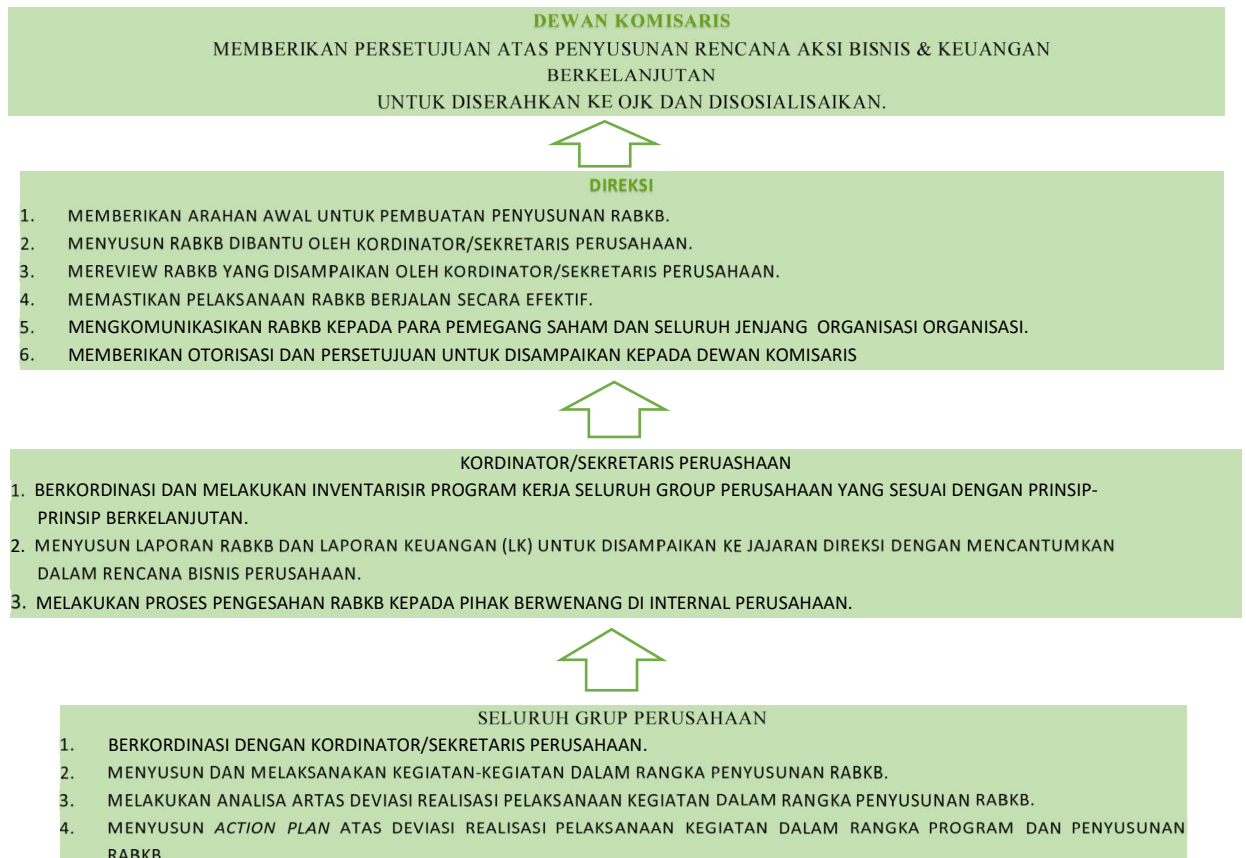 DEWAN KOMISARIS
MEMBERIKAN PERSETUJUAN ATAS PENYUSUNAN RENCANA AKSI BISNIS & KEUANGAN
BERKELANJUTAN
UNTUK DISERAHKAN KE OJK DAN DISOSIALISAIKAN.
DIREKSI
1. MEMBERIKAN ARAHAN AWAL UNTUK PEMBUATAN PENYUSUNAN RABKB.
2. MENYUSUN RABKB DIBANTU OLEH KORDINATOR/SEKRETARIS PERUSAHAAN.
3. MEREVIEW RABKB YANG DISAMPAIKAN OLEH KORDINATOR/SEKRETARIS PERUSAHAAN.
4. MEMASTIKAN PELAKSANAAN RABKB BERJALAN SECARA EFEKTIF.
5. MENGKOMUNIKASIKAN RABKB KEPADA PARA PEMEGANG SAHAM DAN SELURUH JENJANG ORGANISASI ORGANISASI.
6. MEMBERIKAN OTORISASI DAN PERSETUJUAN UNTUK DISAMPAIKAN KEPADA DEWAN KOMISARIS
KORDINATOR/SEKRETARIS PERUASHAAN
1. BERKORDINASI DAN MELAKUKAN INVENTARISIR PROGRAM KERJA SELURUH GROUP PERUSAHAAN YANG SESUAI DENGAN PRINSIP-
PRINSIP BERKELANJUTAN.
2. MENYUSUN LAPORAN RABKB DAN LAPORAN KEUANGAN (LK) UNTUK DISAMPAIKAN KE JAJARAN DIREKSI DENGAN MENCANTUMKAN
DALAM RENCANA BISNIS PERUSAHAAN.
3. MELAKUKAN PROSES PENGESAHAN RABKB KEPADA PIHAK BERWENANG DI INTERNAL PERUSAHAAN.
SELURUH GRUP PERUSAHAAN
1. BERKORDINASI DENGAN KORDINATOR/SEKRETARIS PERUSAHAAN.
2. MENYUSUN DAN MELAKSANAKAN KEGIATAN-KEGIATAN DALAM RANGKA PENYUSUNAN RABKB.
3. MELAKUKAN ANALISA ARTAS DEVIASI REALISASI PELAKSANAAN KEGIATAN DALAM RANGKA PENYUSUNAN RABKB.
4. MENYUSUN ACTION PLAN ATAS DEVIASI REALISASI PELAKSANAAN KEGIATAN DALAM RANGKA PROGRAM DAN PENYUSUNAN
RABKB.